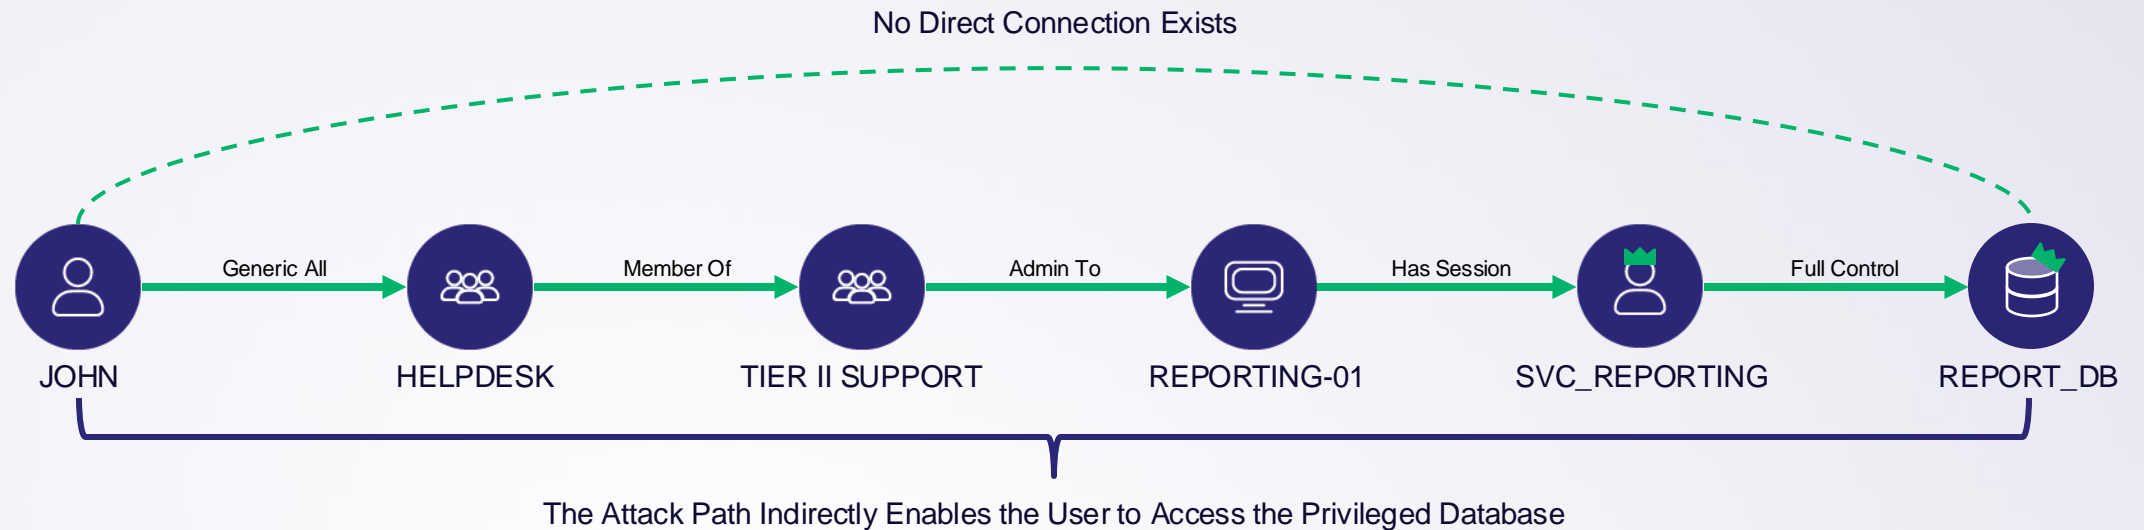 No Direct Connection Exists
Generic All
Member Of
Admin To
Has Session
Full Control
JOHN
HELPDESK
TIER II SUPPORT
REPORTING-01
SVC_REPORTING
REPORT_DB
The Attack Path Indirectly Enables the User to Access the Privileged Database